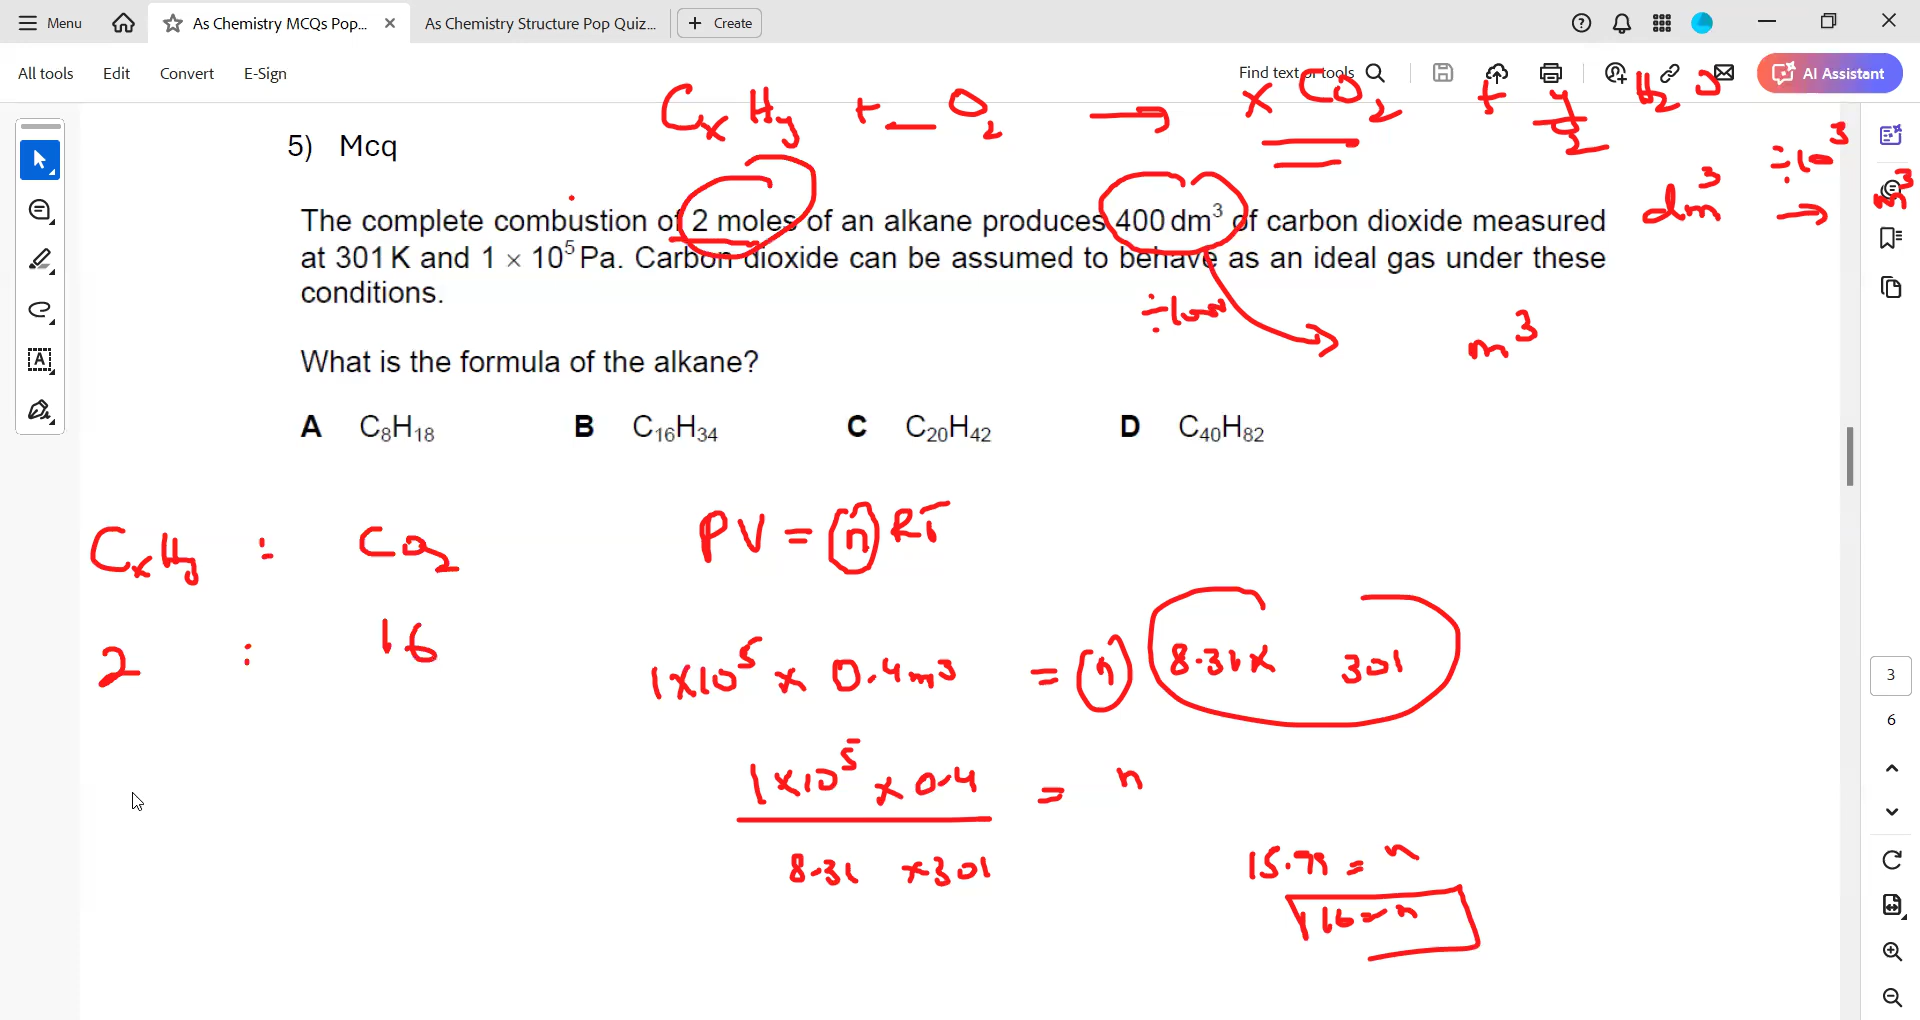 Menu
As Chemistry MCQs Pop...
As Chemistry Structure Pop Quiz...
Create
All tools
Edit
Convert
E-Sign
Find text or tools
AI Assistant
CxHy + _ O2 → x CO2 + y/2 H2O
5) Mcq
÷10³
dm³ → m³
The complete combustion of 2 moles of an alkane produces 400 dm³ of carbon dioxide measured
at 301 K and 1 × 10⁵ Pa. Carbon dioxide can be assumed to behave as an ideal gas under these
conditions.
÷1000
m³
What is the formula of the alkane?
A C₈H₁₈ B C₁₆H₃₄ C C₂₀H₄₂ D C₄₀H₈₂
PV = nRT
CxHy : CO2
2 : 16
1×10⁵ × 0.4m³ = n 8.31 × 301
1×10⁵ × 0.4 = n
8.31 × 301
15.99 = n
16 = n
3
6